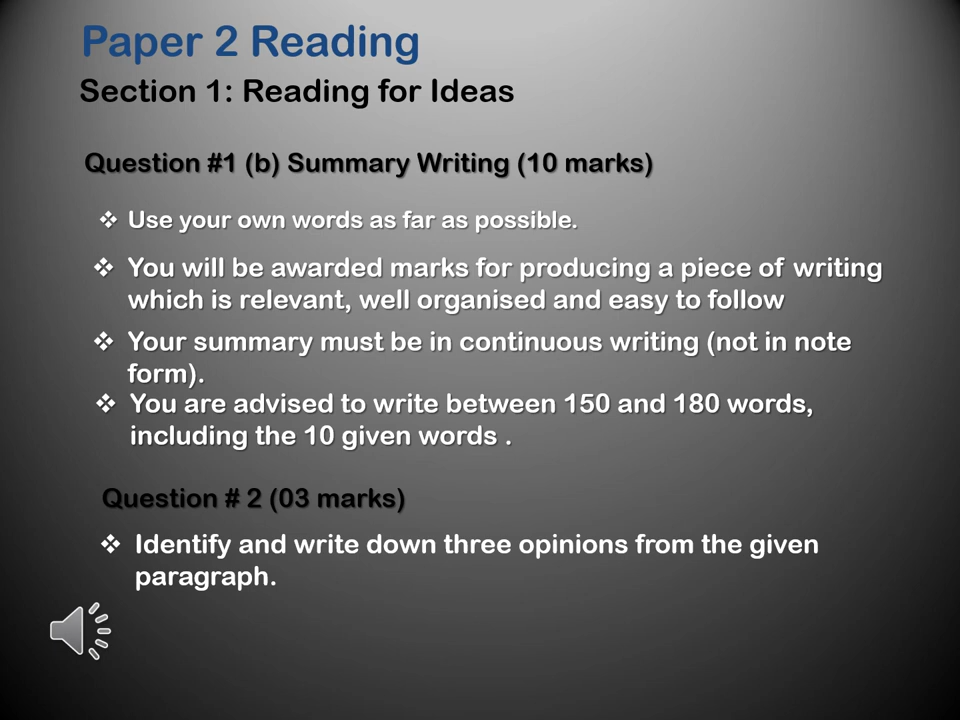 Paper 2 Reading
Section 1: Reading for Ideas
Question #1 (b) Summary Writing (10 marks)
❖ Use your own words as far as possible.
❖ You will be awarded marks for producing a piece of writing
which is relevant, well organised and easy to follow
❖ Your summary must be in continuous writing (not in note
form).
❖ You are advised to write between 150 and 180 words,
including the 10 given words .
Question # 2 (03 marks)
❖ Identify and write down three opinions from the given
paragraph.